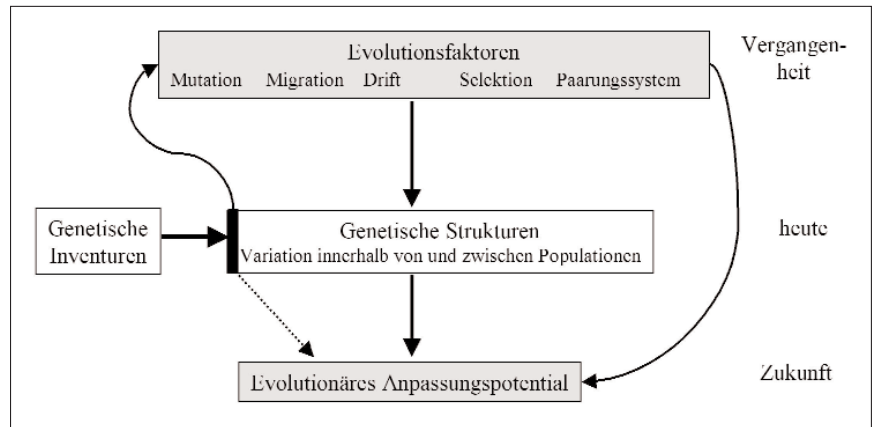 Evolutionsfaktoren
Mutation Migration Drift Selektion Paarungssystem
Vergangen-
heit
Genetische
Inventuren
Genetische Strukturen
Variation innerhalb von und zwischen Populationen
heute
Evolutionäres Anpassungspotential
Zukunft